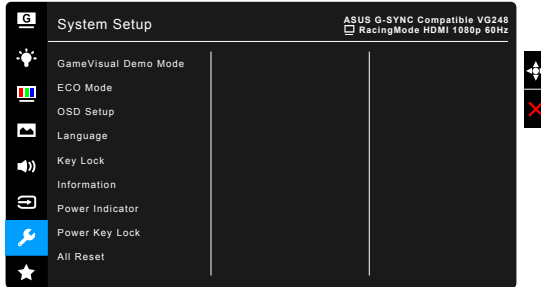 G
System Setup
ASUS G-SYNC Compatible VG248
RacingMode HDMI 1080p 60Hz
GameVisual Demo Mode
ECO Mode
OSD Setup
Language
Key Lock
Information
Power Indicator
Power Key Lock
All Reset